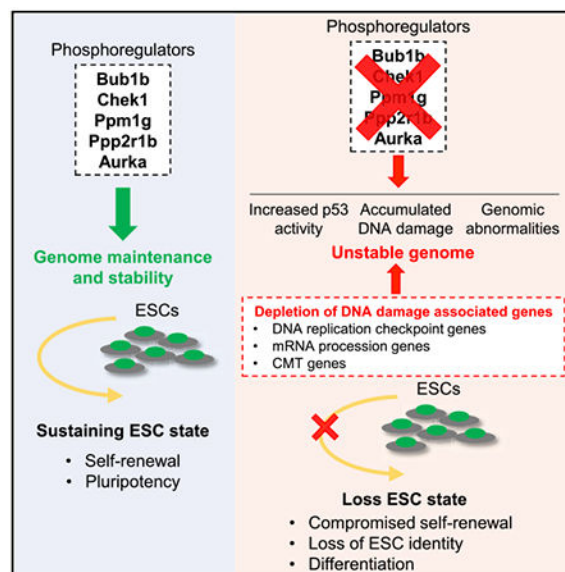 Phosphoregulators
Bub1b
Chek1
Ppm1g
Ppp2r1b
Aurka
Genome maintenance
and stability
ESCs
Sustaining ESC state
• Self-renewal
• Pluripotency
Phosphoregulators
Bub1b
Chek1
Ppm1g
Ppp2r1b
Aurka
Increased p53
activity
Accumulated
DNA damage
Genomic
abnormalities
Unstable genome
Depletion of DNA damage associated genes
• DNA replication checkpoint genes
• mRNA procession genes
• CMT genes
ESCs
Loss ESC state
• Compromised self-renewal
• Loss of ESC identity
• Differentiation